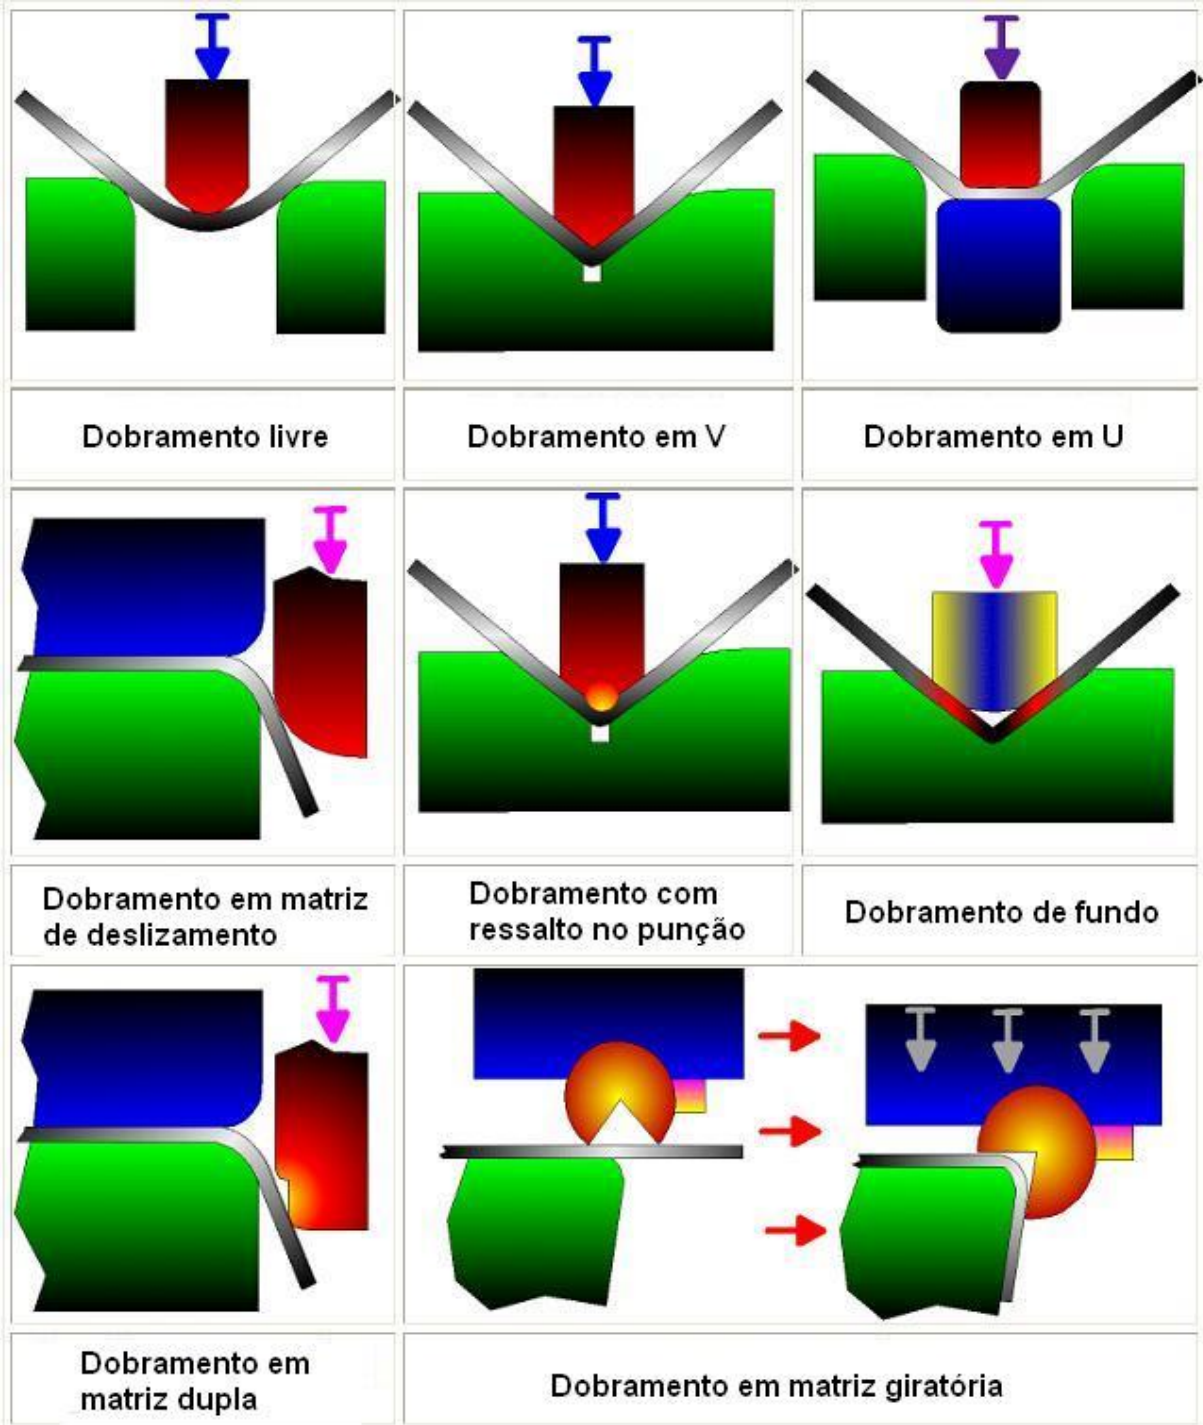 Dobramento livre
Dobramento em V
Dobramento em U
Dobramento em matriz
de deslizamento
Dobramento com
ressalto no punção
Dobramento de fundo
Dobramento em
matriz dupla
Dobramento em matriz giratória